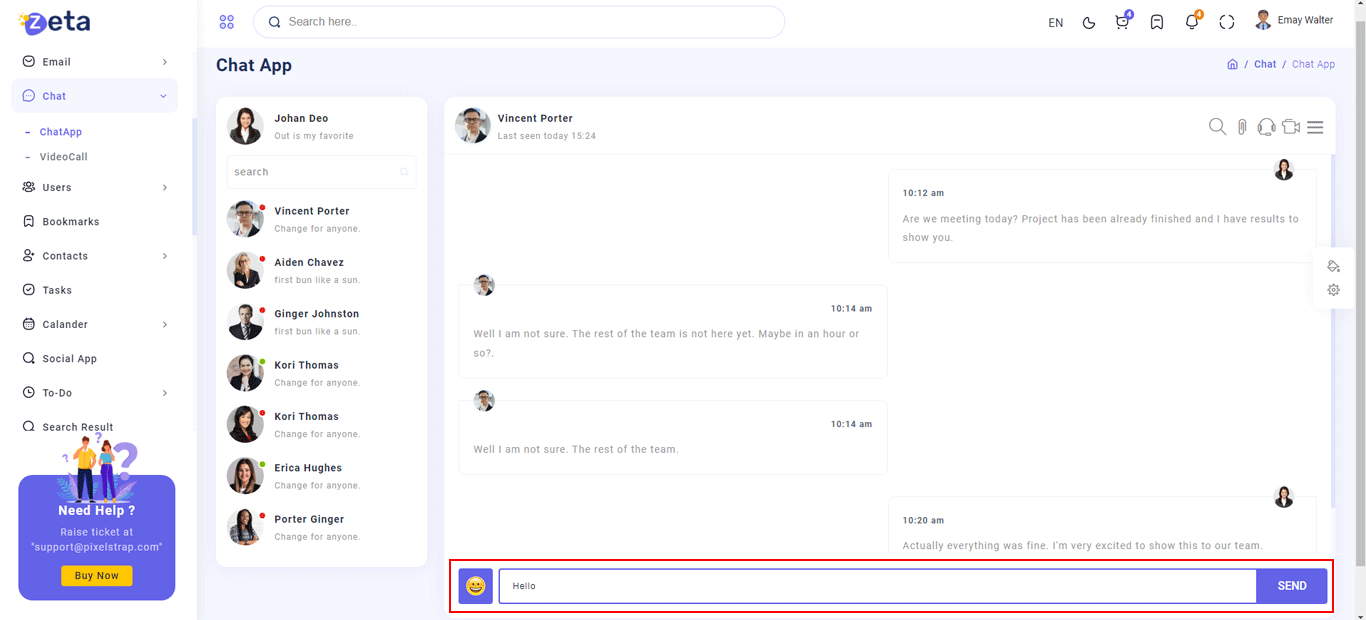 zeta
Search here..
EN
4
4
Emay Walter
Email
Chat
- ChatApp
- VideoCall
Users
Bookmarks
Contacts
Tasks
Calander
Social App
To-Do
Search Result
Need Help ?
Raise ticket at
"support@pixelstrap.com"
Buy Now
Chat App
/ Chat / Chat App
Johan Deo
Out is my favorite
search
Vincent Porter
Change for anyone.
Aiden Chavez
first bun like a sun.
Ginger Johnston
first bun like a sun.
Kori Thomas
Change for anyone.
Kori Thomas
Change for anyone.
Erica Hughes
Change for anyone.
Porter Ginger
Change for anyone.
Vincent Porter
Last seen today 15:24
10:12 am
Are we meeting today? Project has been already finished and I have results to
show you.
10:14 am
Well I am not sure. The rest of the team is not here yet. Maybe in an hour or
so?.
10:14 am
Well I am not sure. The rest of the team.
10:20 am
Actually everything was fine. I'm very excited to show this to our team.
Hello
SEND